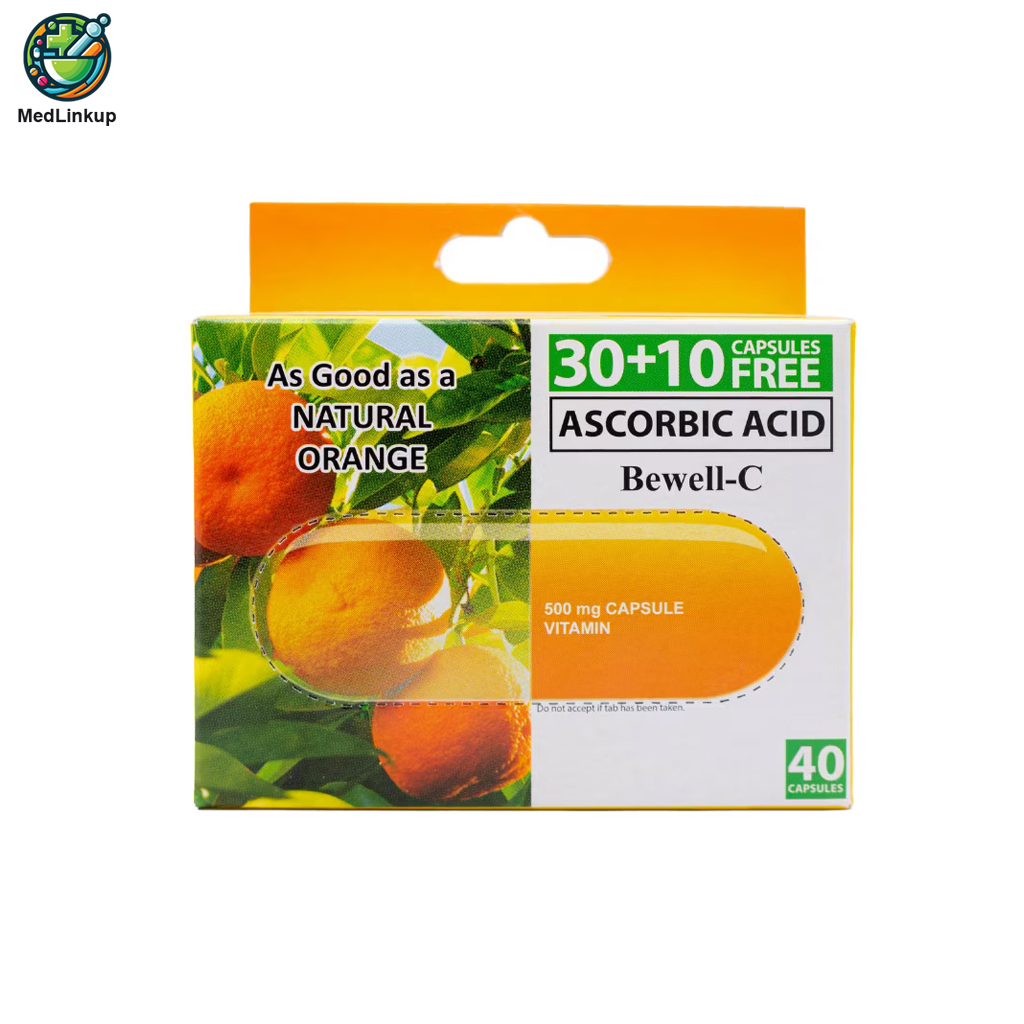 MedLinkup
As Good as a
NATURAL
ORANGE
30+10 CAPSULES FREE
ASCORBIC ACID
Bewell-C
500 mg CAPSULE
VITAMIN
Do not accept if tab has been taken.
40
CAPSULES